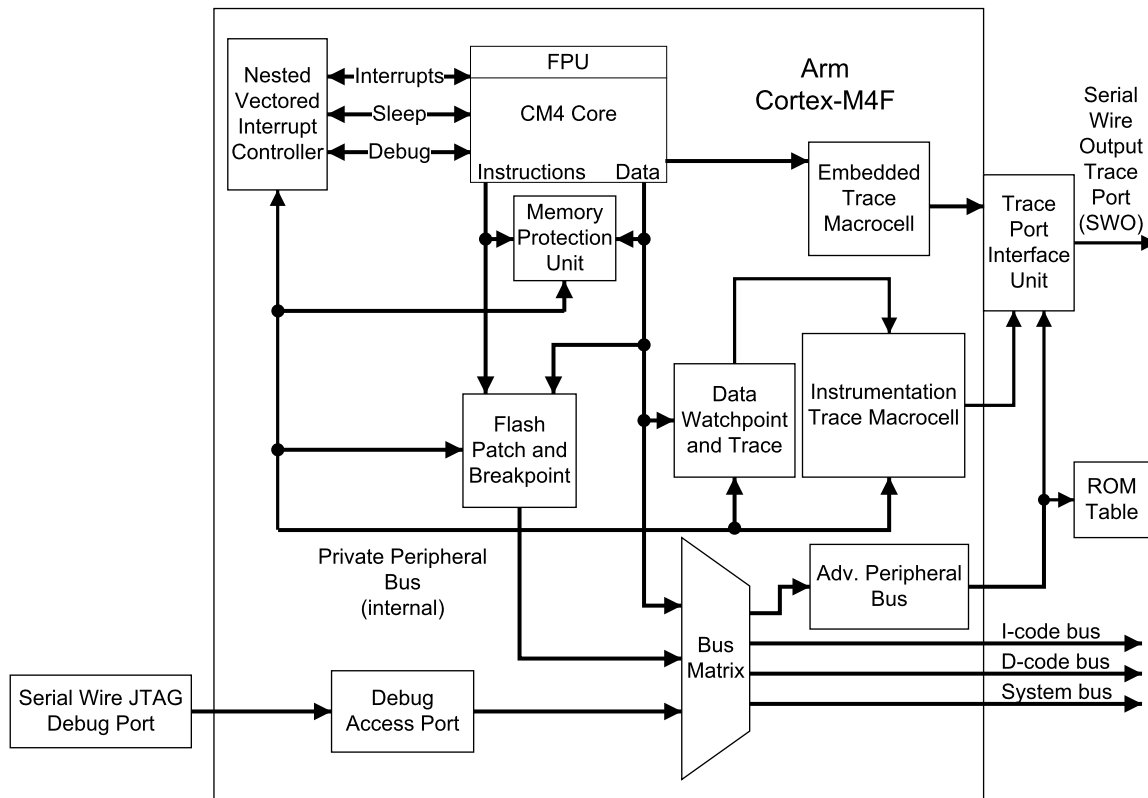 Nested
Vectored
Interrupt
Controller
Interrupts
Sleep
Debug
FPU
CM4 Core
Instructions
Data
Arm
Cortex-M4F
Memory
Protection
Unit
Embedded
Trace
Macrocell
Trace
Port
Interface
Unit
Serial
Wire
Output
Trace
Port
(SWO)
Flash
Patch and
Breakpoint
Data
Watchpoint
and Trace
Instrumentation
Trace Macrocell
ROM
Table
Private Peripheral
Bus
(internal)
Adv. Peripheral
Bus
Bus
Matrix
I-code bus
D-code bus
System bus
Serial Wire JTAG
Debug Port
Debug
Access Port